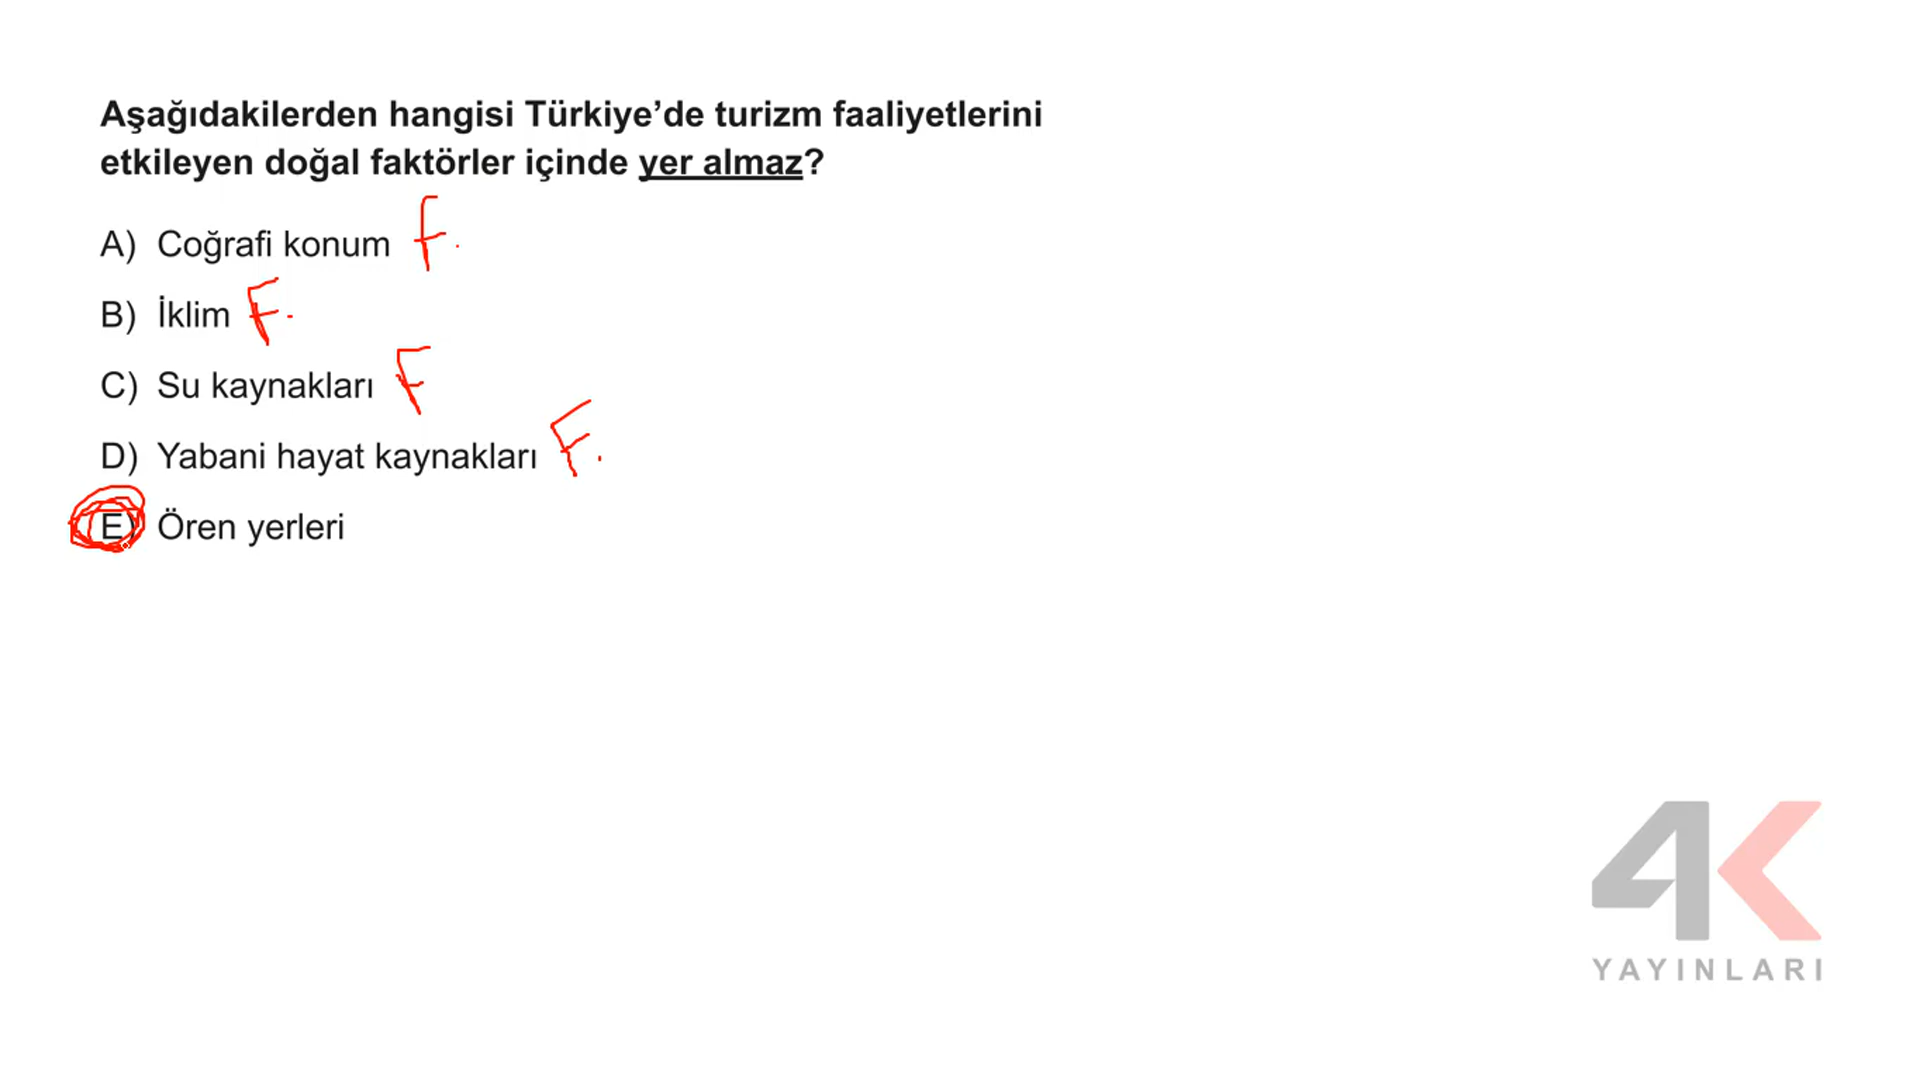 Aşağıdakilerden hangisi Türkiye’de turizm faaliyetlerini
etkileyen doğal faktörler içinde yer almaz?
A) Coğrafi konum F.
B) İklim F.
C) Su kaynakları F
D) Yabani hayat kaynakları F.
E) Ören yerleri
4K
YAYINLARI